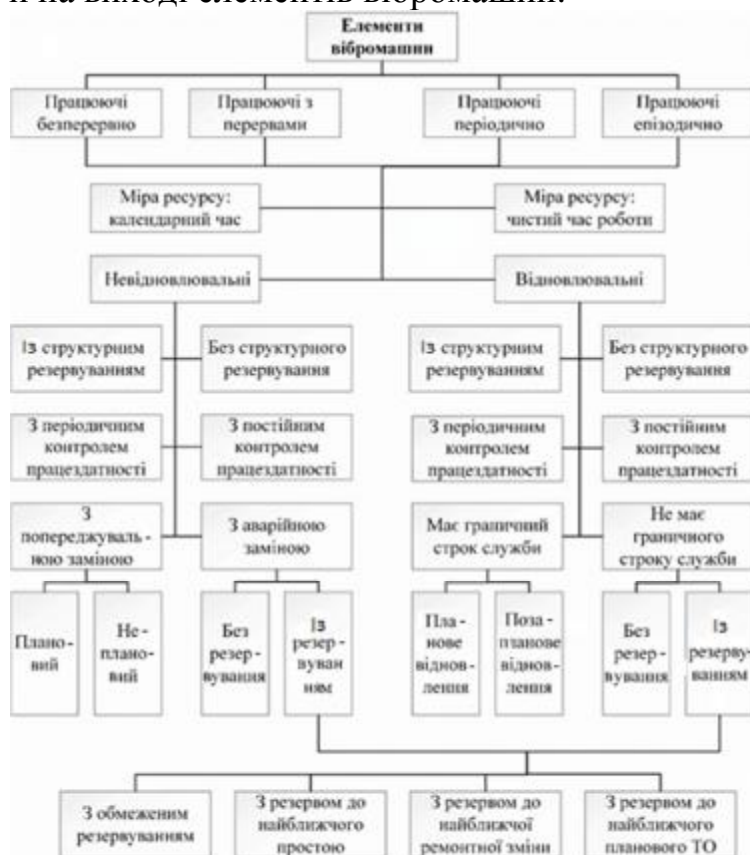 на виході елементів вібромашин.
Елементи
вібромашин
Працюючі
безперервно
Працюючі з
перервами
Працюючі
періодично
Працюючі
епізодично
Міра ресурсу:
календарний час
Міра ресурсу:
чистий час роботи
Невідновлювальні
Відновлювальні
Із структурним
резервуванням
Без структурного
резервування
Із структурним
резервуванням
Без структурного
резервування
З періодичним
контролем
працездатності
З постійним
контролем
працездатності
З періодичним
контролем
працездатності
З постійним
контролем
працездатності
З
попереджуваль-
ною заміною
З аварійною
заміною
Має граничний
строк служби
Не має
граничного
строку служби
Плано-
вий
Не-
плано-
вий
Без
резер-
вування
Із
резер-
вуван
ням
Пла-
нове
віднов-
лення
Поза-
планове
віднов-
лення
Без
резер-
вування
Із
резерву-
ванням
З обмеженим
резервуванням
З резервом до
найближчого
простою
З резервом до
найближчої
ремонтної зміни
З резервом до
найближчого
планового ТО